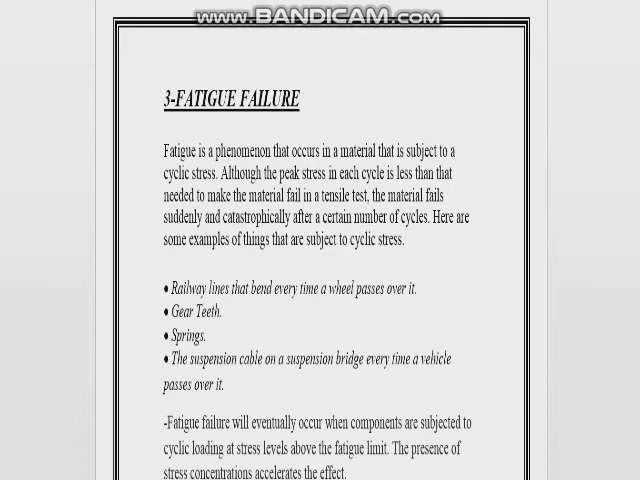 www.BANDICAM.com
3-FATIGUE FAILURE
Fatigue is a phenomenon that occurs in a material that is subject to a
cyclic stress. Although the peak stress in each cycle is less than that
needed to make the material fail in a tensile test, the material fails
suddenly and catastrophically after a certain number of cycles. Here are
some examples of things that are subject to cyclic stress.
• Railway lines that bend every time a wheel passes over it.
• Gear Teeth.
• Springs.
• The suspension cable on a suspension bridge every time a vehicle
passes over it.
-Fatigue failure will eventually occur when components are subjected to
cyclic loading at stress levels above the fatigue limit. The presence of
stress concentrations accelerates the effect.